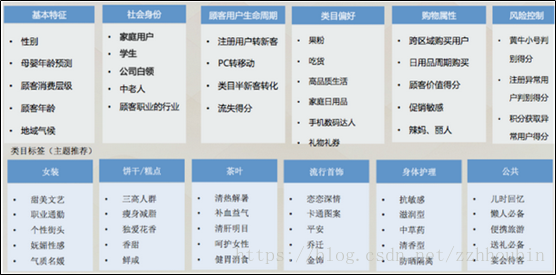 基本特征
性别
母婴年龄预测
顾客消费层级
顾客年龄
地域气候
社会身份
家庭用户
学生
公司白领
中老人
顾客职业的行业
顾客用户生命周期
注册用户转新客
PC转移动
类目半新客转化
流失得分
类目偏好
果粉
吃货
高品质生活
家庭日用品
手机数码达人
礼物礼券
购物属性
跨区域购买用户
日用品周期购买
顾客价值得分
促销敏感
辣妈、丽人
风险控制
黄牛小号判
别得分
注册异常用
户判别得分
积分获取异
常用户得分
类目标签（主题推荐）
女装
甜美文艺
职业通勤
个性街头
妩媚性感
气质名媛
饼干/糕点
三高人群
瘦身减脂
独爱花香
香甜
鲜咸
茶叶
清热解暑
补血益气
清肝明目
呵护女性
健胃消食
流行首饰
恋恋深情
卡通图案
平安
乔迁
金饰
身体护理
抗敏感
滋润型
中草药
清香型
防晒隔离
公共
儿时回忆
懒人必备
便携旅游
送礼必备
宴会特客
https://blog.csdn.net/zzhhoubin